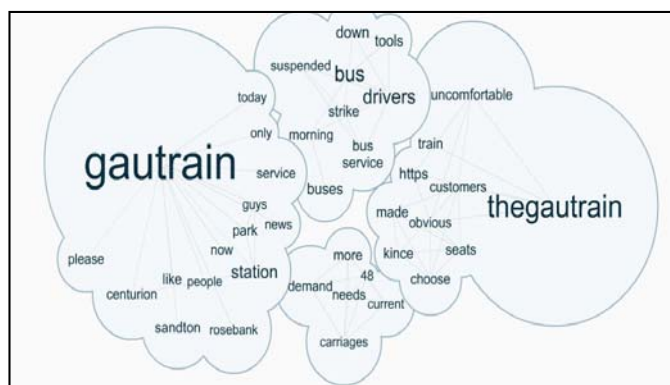 down
tools
suspended
bus
drivers
strike
morning
bus
service
buses
today
only
gautrain
service
guys
park
news
now
like
people
station
please
centurion
sandton
rosebank
uncomfortable
train
https
customers
thegautrain
made
obvious
kince
seats
choose
more
48
demand
needs
current
carriages